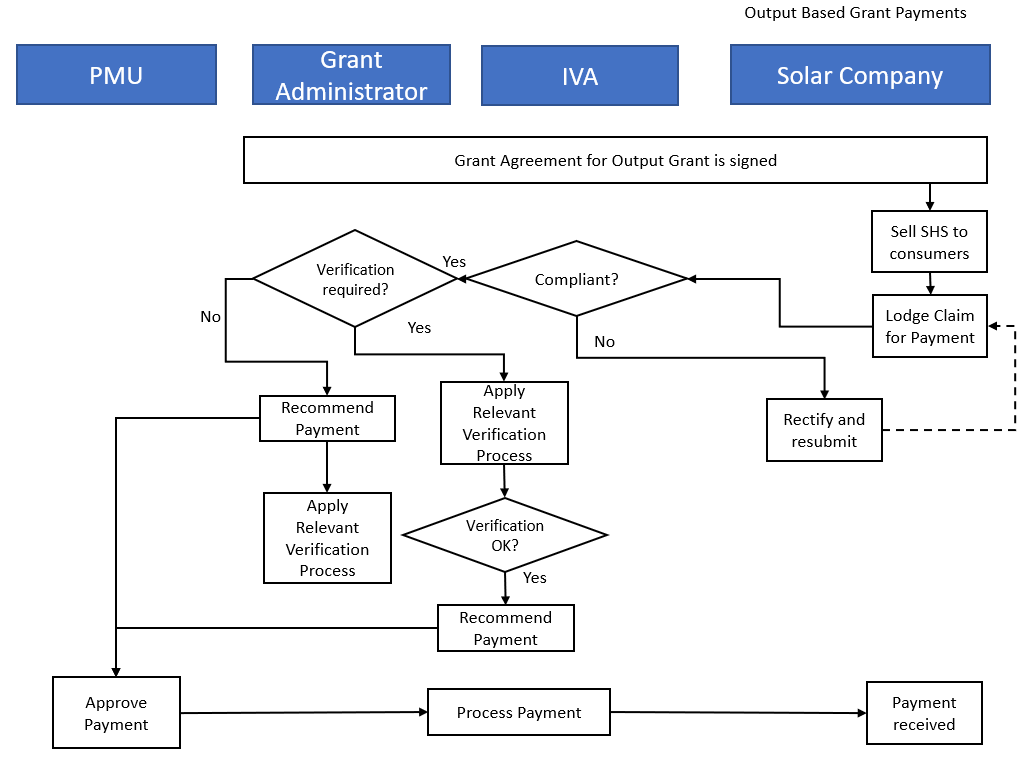 Output Based Grant Payments
PMU
Grant
Administrator
IVA
Solar Company
Grant Agreement for Output Grant is signed
Sell SHS to
consumers
Verification
required?
Yes
Compliant?
Lodge Claim
for Payment
No
Yes
No
Recommend
Payment
Apply
Relevant
Verification
Process
Rectify and
resubmit
Apply
Relevant
Verification
Process
Verification
OK?
Yes
Recommend
Payment
Approve
Payment
Process Payment
Payment
received